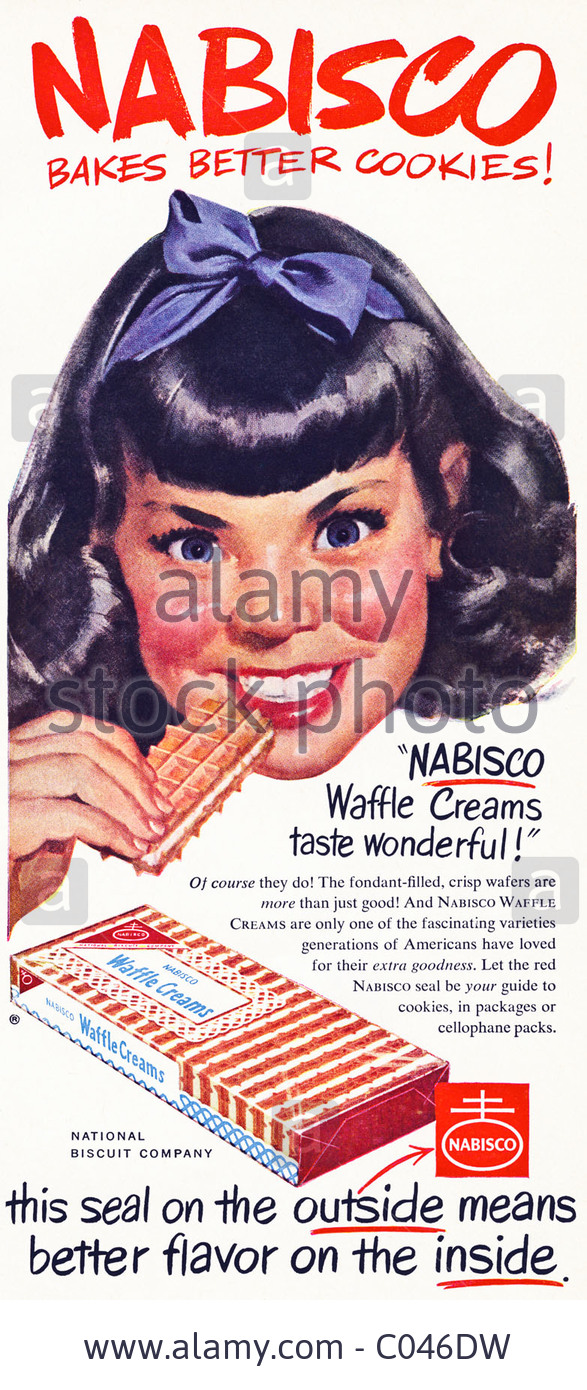 NABISCO
BAKES BETTER COOKIES!
a
a
a
alamy
stock photo
"NABISCO
Waffle Creams
taste wonderful!"
Of course they do! The fondant-filled, crisp wafers are
more than just good! And NABISCO WAFFLE
CREAMS are only one of the fascinating varieties
generations of Americans have loved
for their extra goodness. Let the red
NABISCO seal be your guide to
cookies, in packages or
cellophane packs.
a
a
NABISCO
NATIONAL BISCUIT COMPANY
NABISCO
Waffle Creams
NABISCO Waffle Creams
®
a
NATIONAL
BISCUIT COMPANY
NABISCO
this seal on the outside means
better flavor on the inside.
www.alamy.com - C046DW